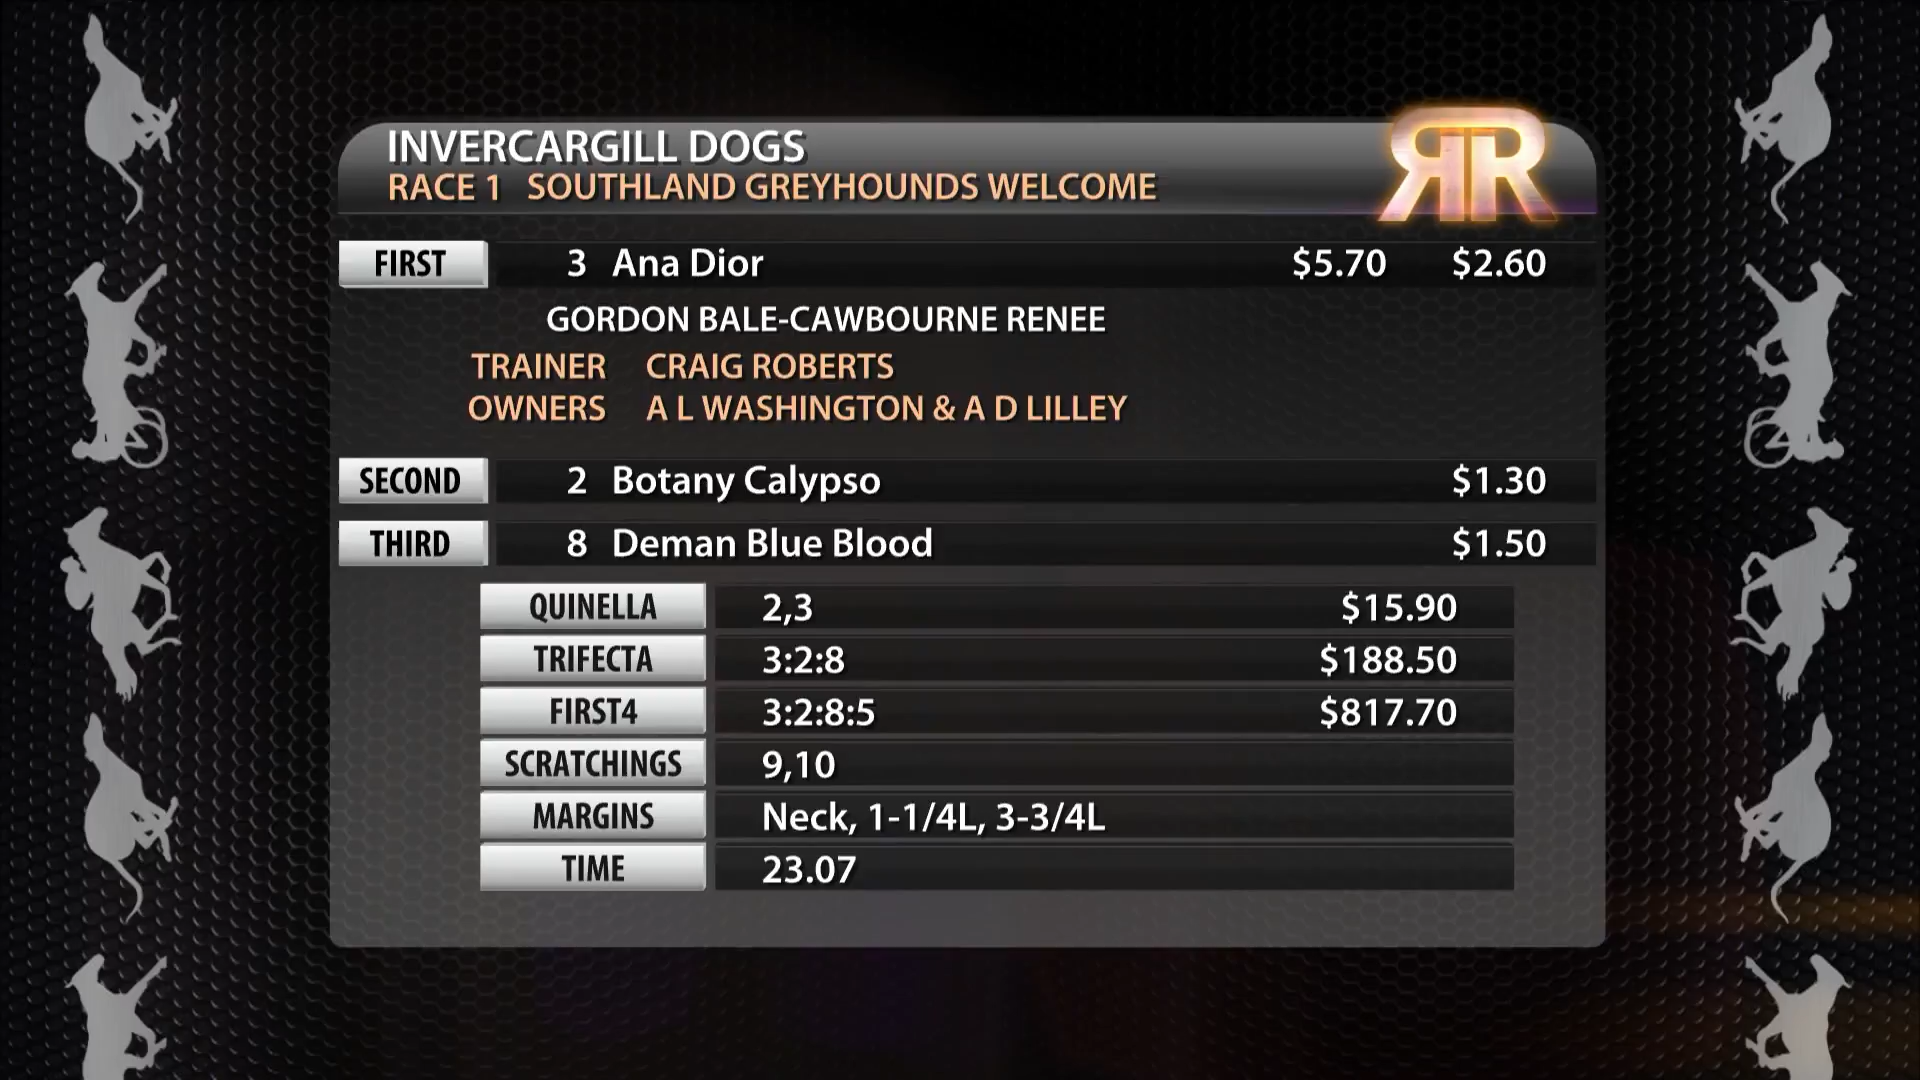 INVERCARGILL DOGS
RACE 1 SOUTHLAND GREYHOUNDS WELCOME
RR
FIRST 3 Ana Dior $5.70 $2.60
GORDON BALE-CAWBOURNE RENEE
TRAINER CRAIG ROBERTS
OWNERS A L WASHINGTON & A D LILLEY
SECOND 2 Botany Calypso $1.30
THIRD 8 Deman Blue Blood $1.50
QUINELLA 2,3 $15.90
TRIFECTA 3:2:8 $188.50
FIRST4 3:2:8:5 $817.70
SCRATCHINGS 9,10
MARGINS Neck, 1-1/4L, 3-3/4L
TIME 23.07